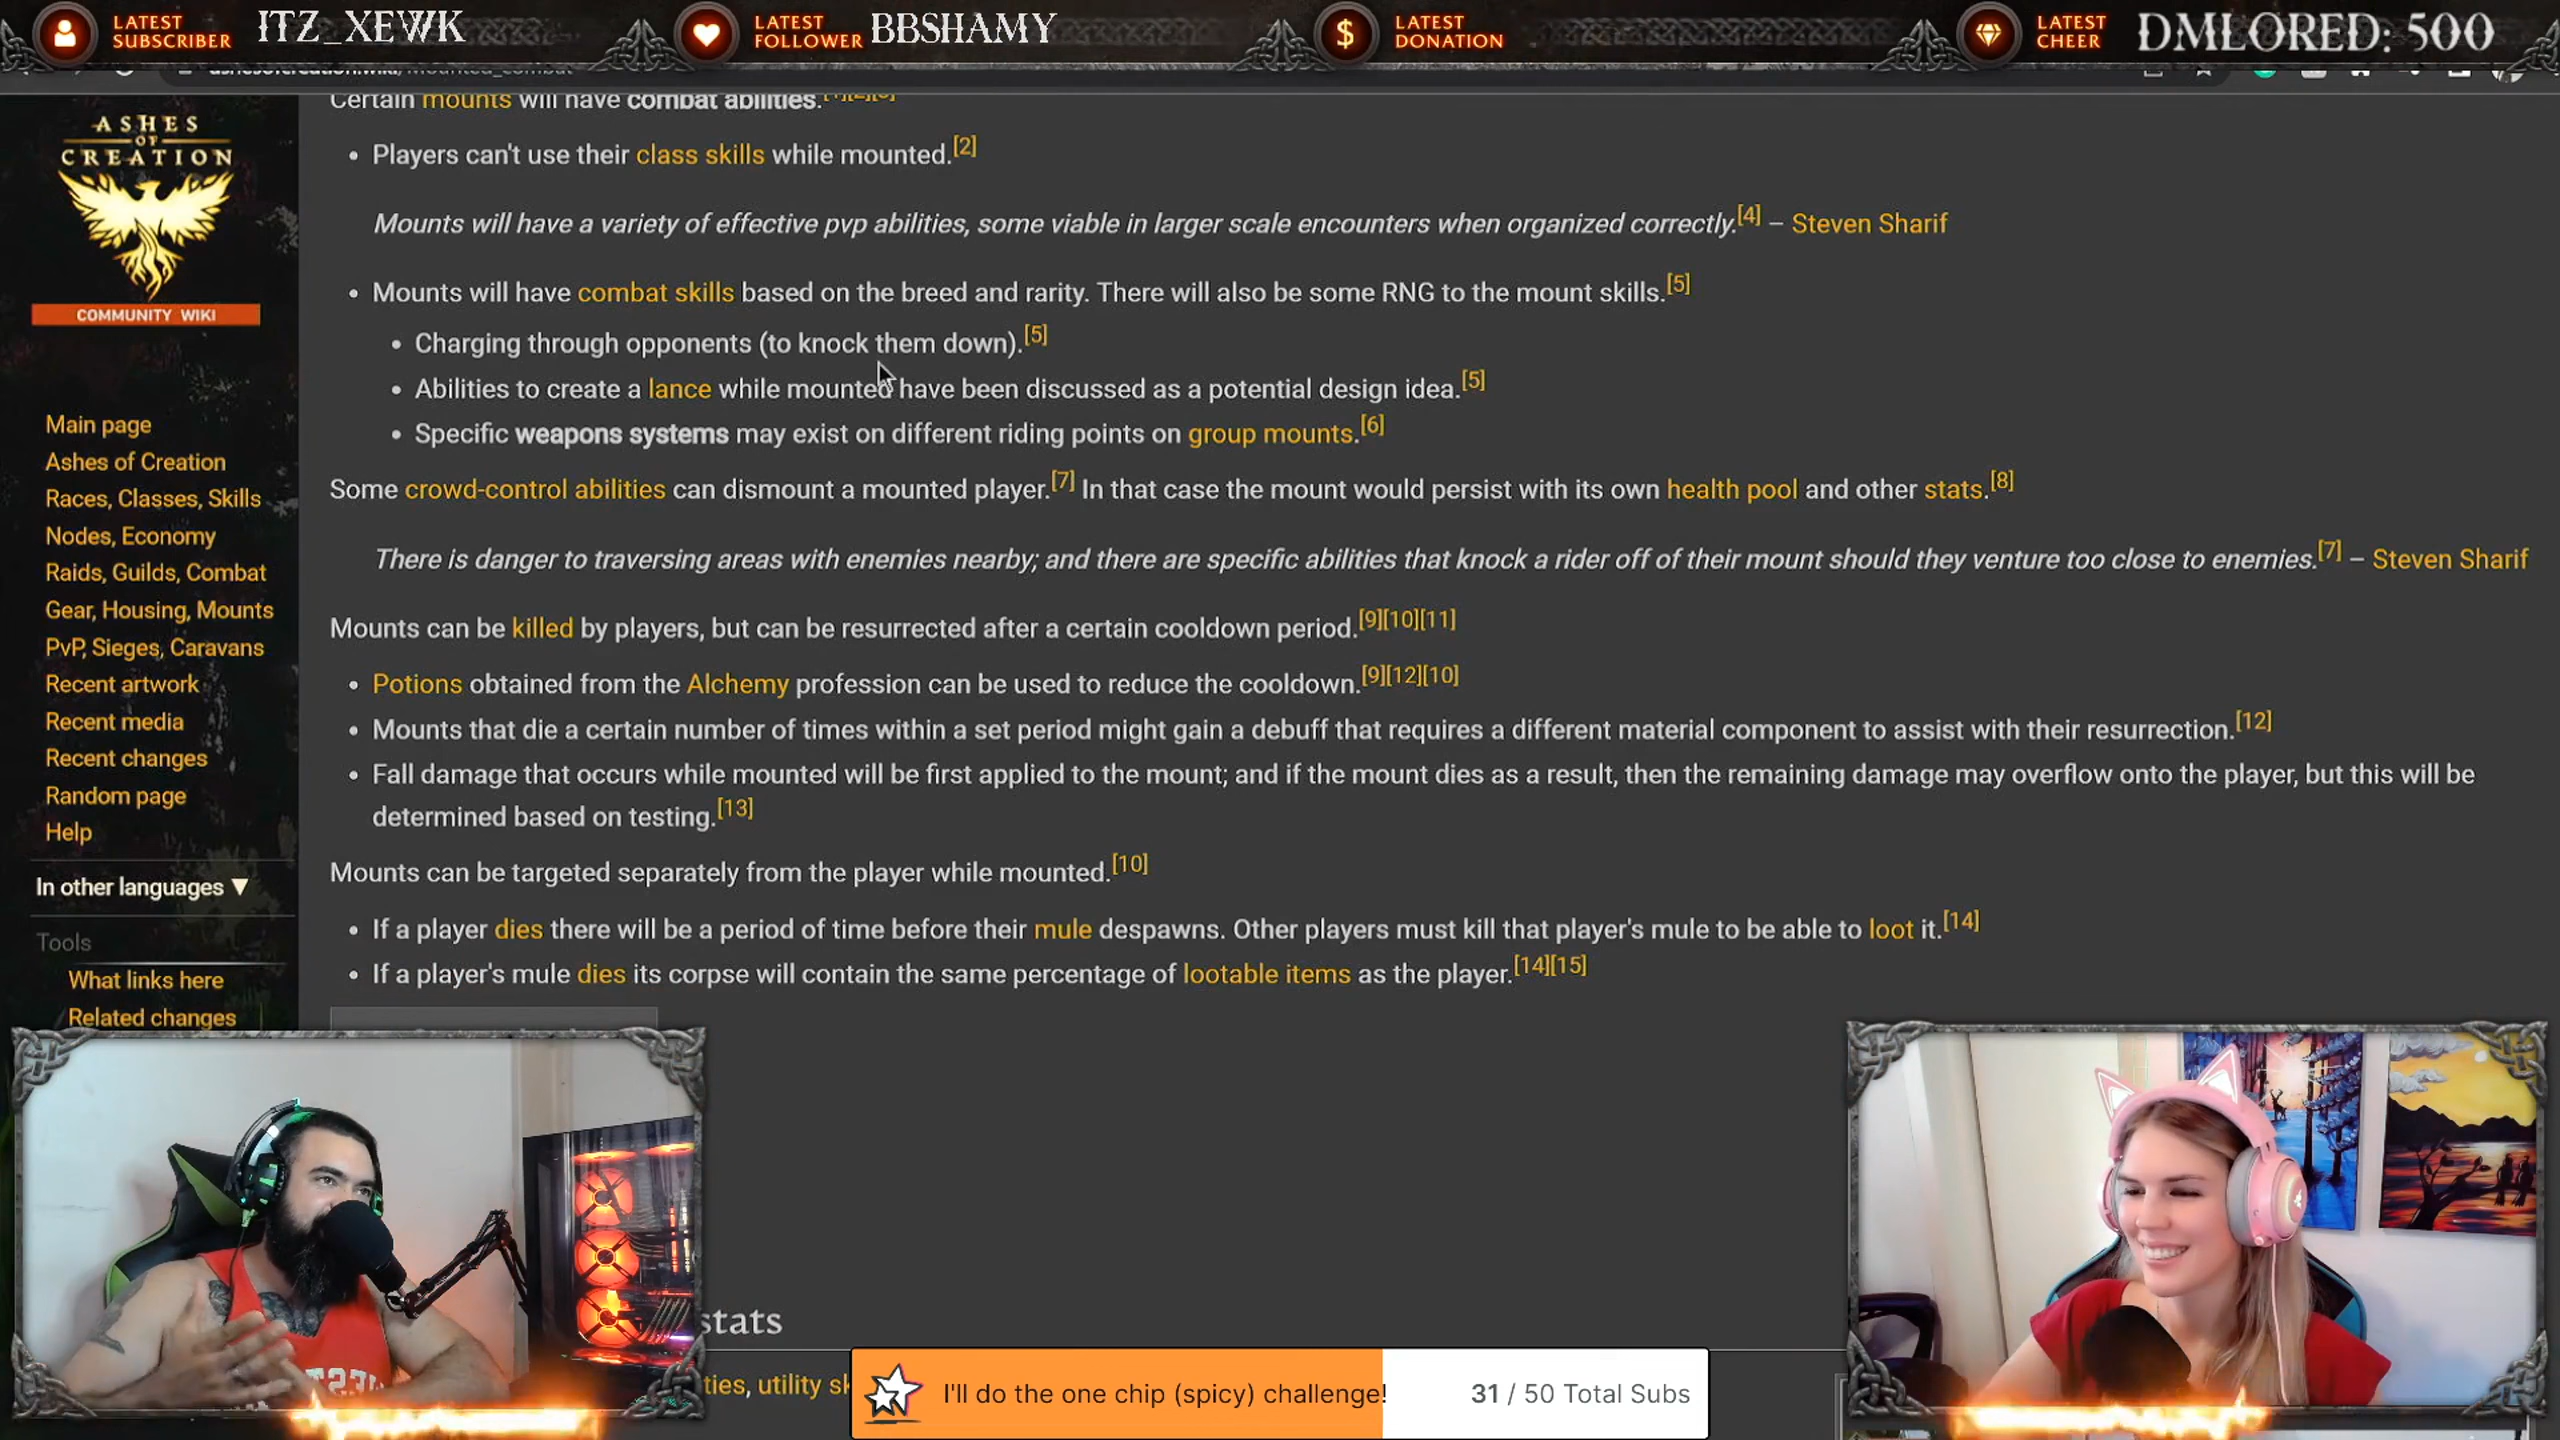 LATEST SUBSCRIBER ITZ_XEWK
LATEST FOLLOWER BBSHAMY
LATEST DONATION
LATEST CHEER DMLORED: 500
Certain mounts will have combat abilities.
ASHES OF CREATION
COMMUNITY WIKI
• Players can't use their class skills while mounted.[2]
Mounts will have a variety of effective pvp abilities, some viable in larger scale encounters when organized correctly.[4] – Steven Sharif
• Mounts will have combat skills based on the breed and rarity. There will also be some RNG to the mount skills.[5]
• Charging through opponents (to knock them down).[5]
• Abilities to create a lance while mounted have been discussed as a potential design idea.[5]
• Specific weapons systems may exist on different riding points on group mounts.[6]
Some crowd-control abilities can dismount a mounted player.[7] In that case the mount would persist with its own health pool and other stats.[8]
There is danger to traversing areas with enemies nearby; and there are specific abilities that knock a rider off of their mount should they venture too close to enemies.[7] – Steven Sharif
Mounts can be killed by players, but can be resurrected after a certain cooldown period.[9][10][11]
• Potions obtained from the Alchemy profession can be used to reduce the cooldown.[9][12][10]
• Mounts that die a certain number of times within a set period might gain a debuff that requires a different material component to assist with their resurrection.[12]
• Fall damage that occurs while mounted will be first applied to the mount; and if the mount dies as a result, then the remaining damage may overflow onto the player, but this will be
determined based on testing.[13]
Mounts can be targeted separately from the player while mounted.[10]
• If a player dies there will be a period of time before their mule despawns. Other players must kill that player's mule to be able to loot it.[14]
• If a player's mule dies its corpse will contain the same percentage of lootable items as the player.[14][15]
Main page
Ashes of Creation
Races, Classes, Skills
Nodes, Economy
Raids, Guilds, Combat
Gear, Housing, Mounts
PvP, Sieges, Caravans
Recent artwork
Recent media
Recent changes
Random page
Help
In other languages ▼
Tools
What links here
Related changes
stats
ties, utility sk
I'll do the one chip (spicy) challenge! 31 / 50 Total Subs